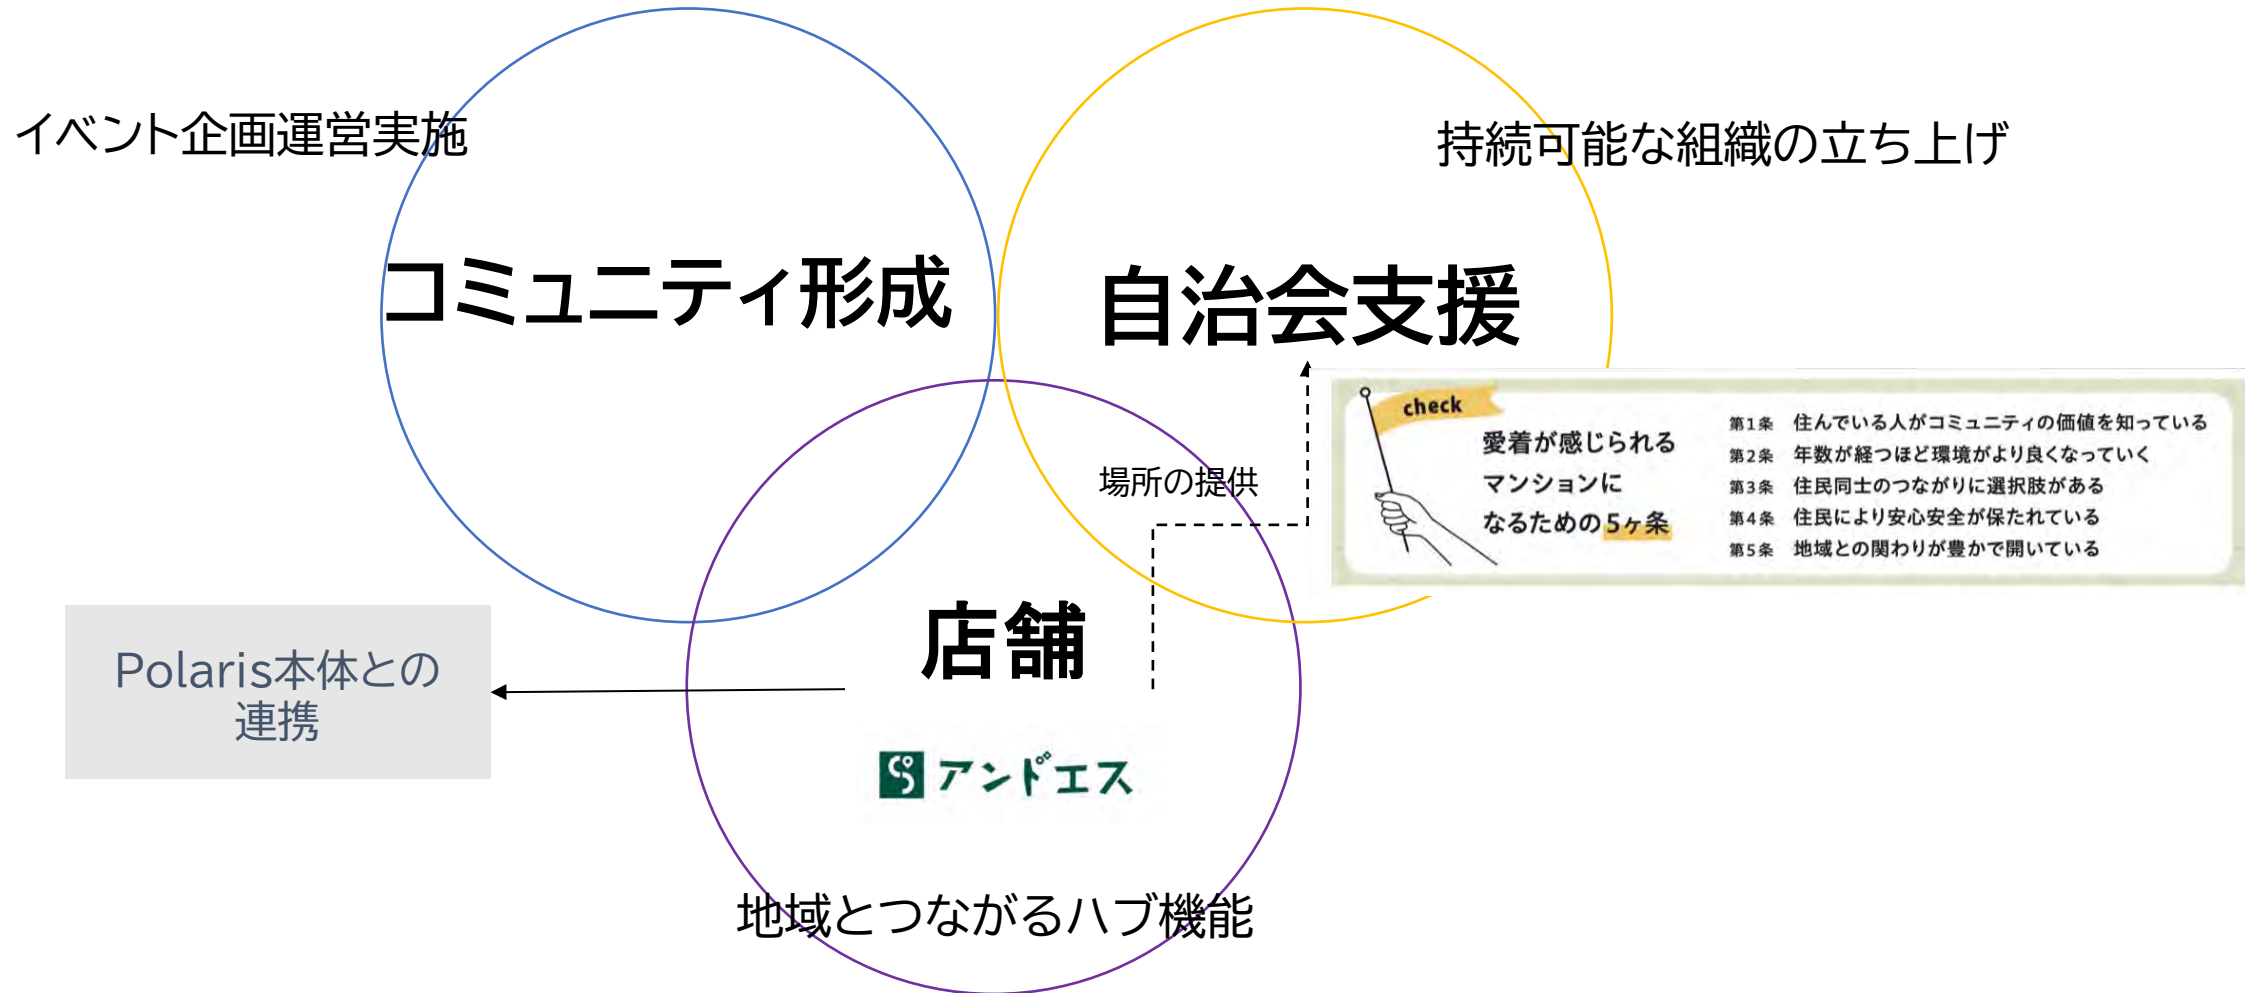 イベント企画運営実施
持続可能な組織の立ち上げ
コミュニティ形成
自治会支援
check
愛着が感じられる
マンションに
なるための5ヶ条
第1条 住んでいる人がコミュニティの価値を知っている
第2条 年数が経つほど環境がより良くなっていく
第3条 住民同士のつながりに選択肢がある
第4条 住民により安心安全が保たれている
第5条 地域との関わりが豊かで開いている
場所の提供
店舗
Polaris本体との
連携
アンドエス
地域とつながるハブ機能